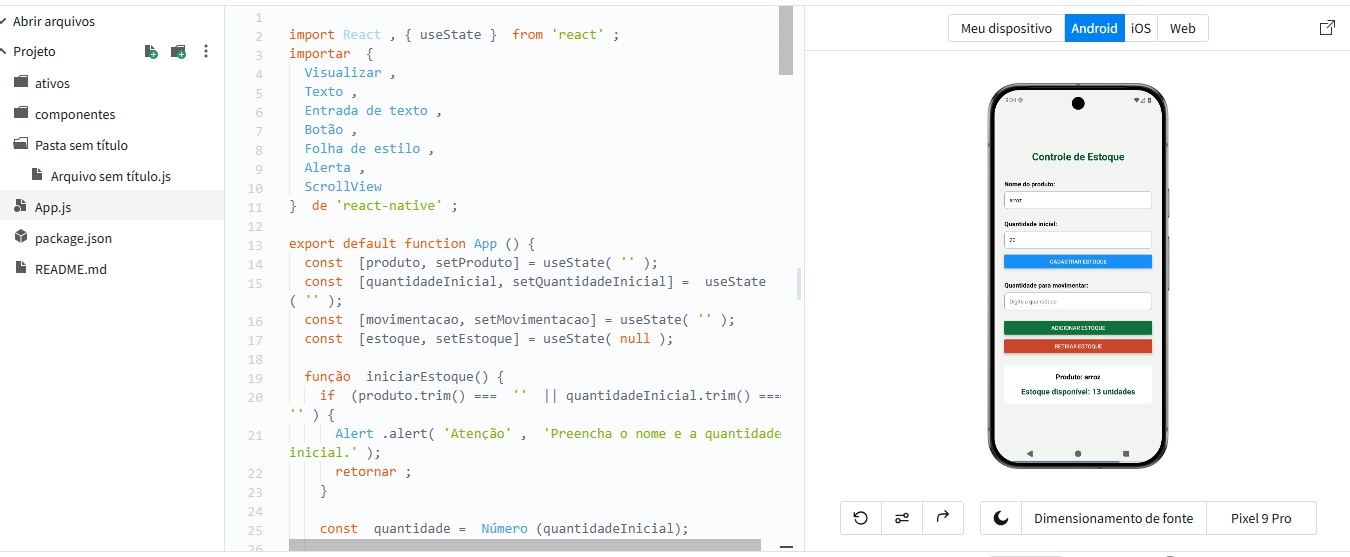 Abrir arquivos
Projeto
ativos
componentes
Pasta sem título
Arquivo sem título.js
App.js
package.json
README.md
1
2 import React , { useState } from 'react' ;
3 importar {
4 Visualizar ,
5 Texto ,
6 Entrada de texto ,
7 Botão ,
8 Folha de estilo ,
9 Alerta ,
10 ScrollView
11 } de 'react-native' ;
12
13 export default function App () {
14 const [produto, setProduto] = useState( '' );
15 const [quantidadeInicial, setQuantidadeInicial] = useState
( '' );
16 const [movimentacao, setMovimentacao] = useState( '' );
17 const [estoque, setEstoque] = useState( null );
18
19 função iniciarEstoque() {
20 if (produto.trim() === '' || quantidadeInicial.trim() ===
'' ) {
21 Alert .alert( 'Atenção' , 'Preencha o nome e a quantidade
inicial.' );
22 retornar ;
23 }
24
25 const quantidade = Número (quantidadeInicial);
26
Meu dispositivo
Android
iOS
Web
9:34
Controle de Estoque
Nome do produto:
arroz
Quantidade inicial:
20
CADASTRAR ESTOQUE
Quantidade para movimentar:
Digite a quantidade
ADICIONAR ESTOQUE
RETIRAR ESTOQUE
Produto: arroz
Estoque disponível: 13 unidades
Dimensionamento de fonte
Pixel 9 Pro